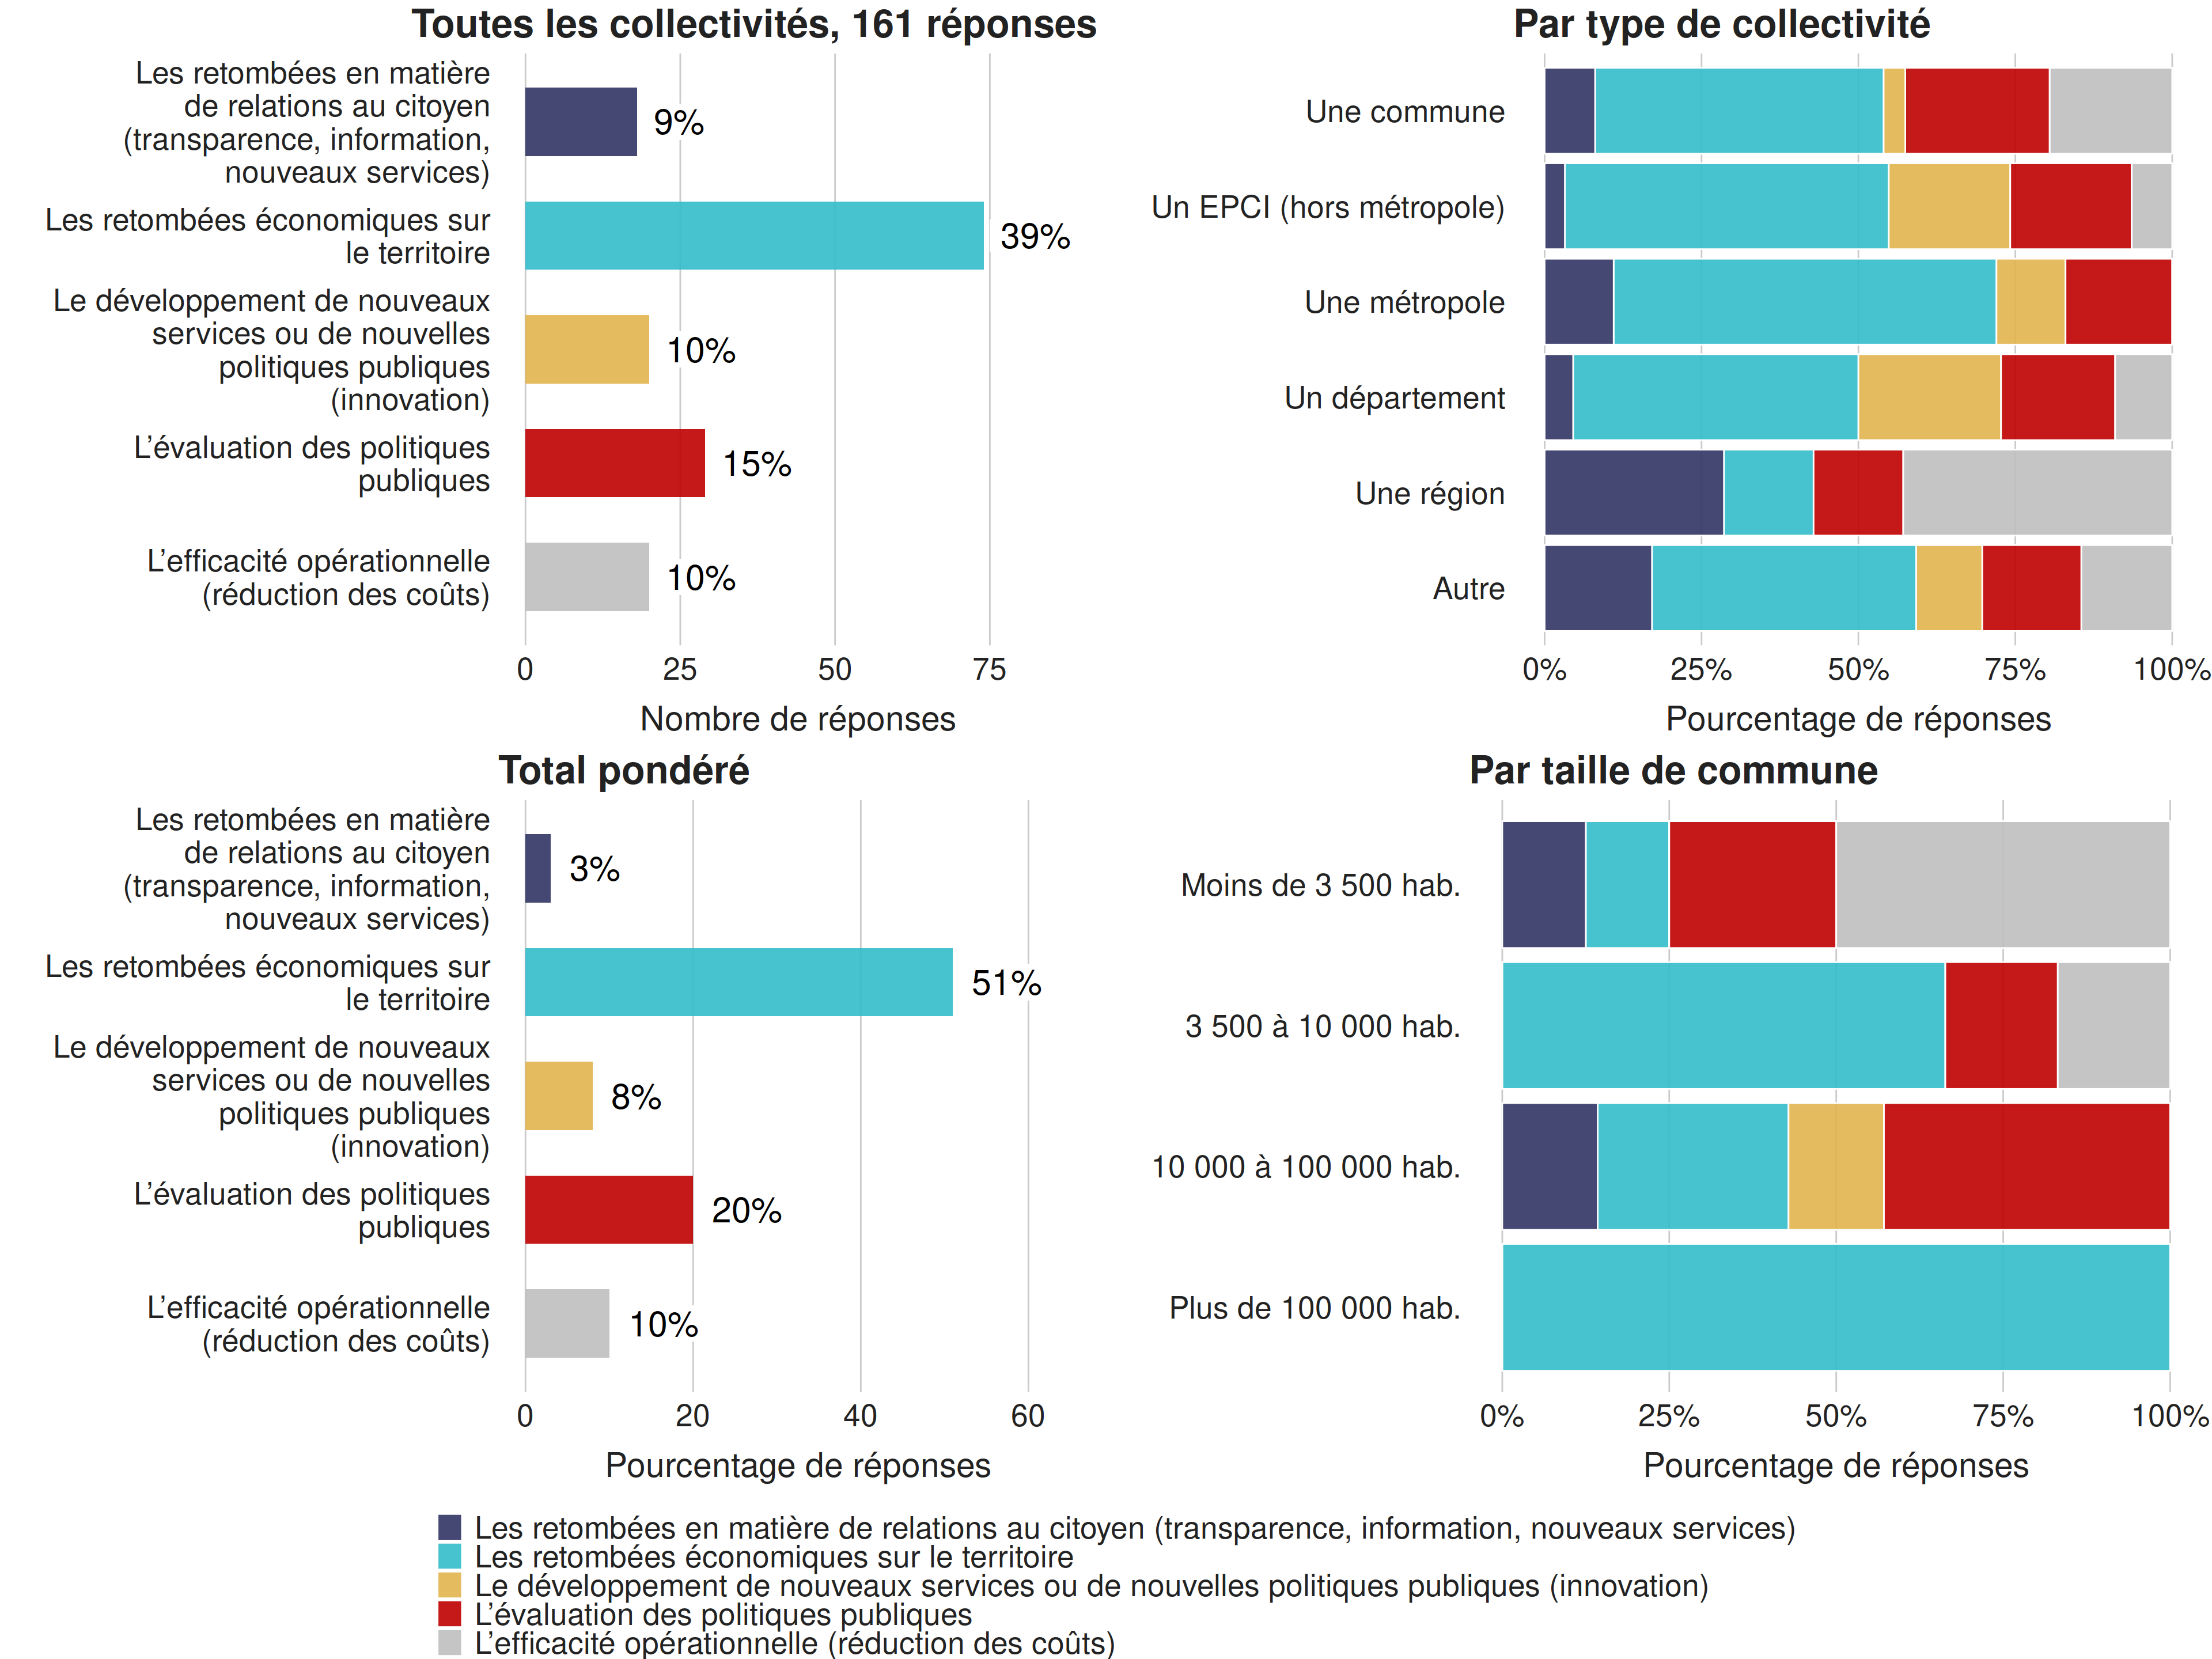 Toutes les collectivités, 161 réponses
Les retombées en matière
de relations au citoyen
(transparence, information,
nouveaux services)
9%
Les retombées économiques sur
le territoire
39%
Le développement de nouveaux
services ou de nouvelles
politiques publiques
(innovation)
10%
L’évaluation des politiques
publiques
15%
L’efficacité opérationnelle
(réduction des coûts)
10%
0 25 50 75
Nombre de réponses
Par type de collectivité
Une commune
Un EPCI (hors métropole)
Une métropole
Un département
Une région
Autre
0% 25% 50% 75% 100%
Pourcentage de réponses
Total pondéré
Les retombées en matière
de relations au citoyen
(transparence, information,
nouveaux services)
3%
Les retombées économiques sur
le territoire
51%
Le développement de nouveaux
services ou de nouvelles
politiques publiques
(innovation)
8%
L’évaluation des politiques
publiques
20%
L’efficacité opérationnelle
(réduction des coûts)
10%
0 20 40 60
Pourcentage de réponses
Par taille de commune
Moins de 3 500 hab.
3 500 à 10 000 hab.
10 000 à 100 000 hab.
Plus de 100 000 hab.
0% 25% 50% 75% 100%
Pourcentage de réponses
Les retombées en matière de relations au citoyen (transparence, information, nouveaux services)
Les retombées économiques sur le territoire
Le développement de nouveaux services ou de nouvelles politiques publiques (innovation)
L’évaluation des politiques publiques
L’efficacité opérationnelle (réduction des coûts)